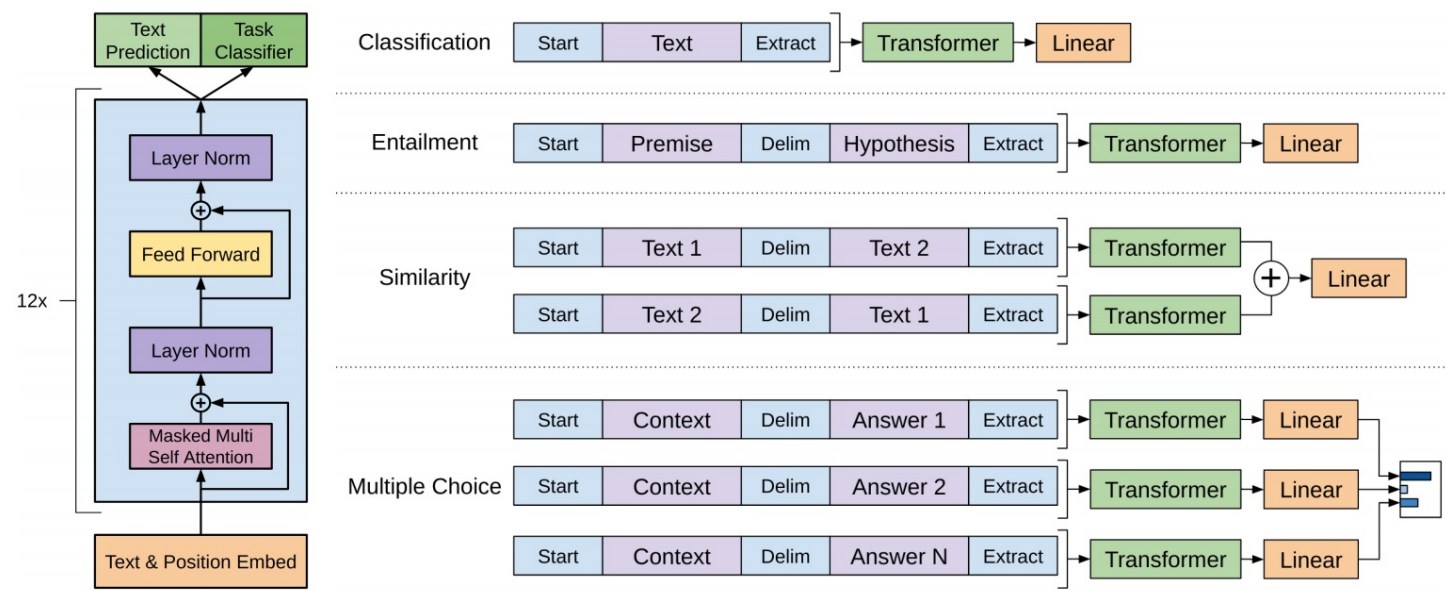 Text
Prediction
Task
Classifier
Layer Norm
Feed Forward
12x
Layer Norm
Masked Multi
Self Attention
Text & Position Embed
Classification
Start Text Extract Transformer Linear
Entailment
Start Premise Delim Hypothesis Extract Transformer Linear
Similarity
Start Text 1 Delim Text 2 Extract Transformer
+ Linear
Start Text 2 Delim Text 1 Extract Transformer
Multiple Choice
Start Context Delim Answer 1 Extract Transformer Linear
Start Context Delim Answer 2 Extract Transformer Linear
Start Context Delim Answer N Extract Transformer Linear